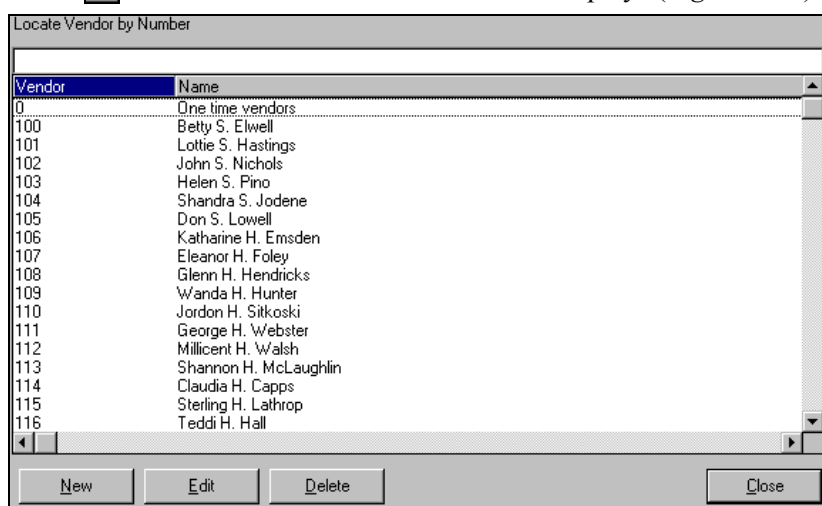 Locate Vendor by Number
Vendor Name
0 One time vendors
100 Betty S. Elwell
101 Lottie S. Hastings
102 John S. Nichols
103 Helen S. Pino
104 Shandra S. Jodene
105 Don S. Lowell
106 Katharine H. Emsden
107 Eleanor H. Foley
108 Glenn H. Hendricks
109 Wanda H. Hunter
110 Jordon H. Sitkoski
111 George H. Webster
112 Millicent H. Walsh
113 Shannon H. McLaughlin
114 Claudia H. Capps
115 Sterling H. Lathrop
116 Teddi H. Hall
New Edit Delete Close